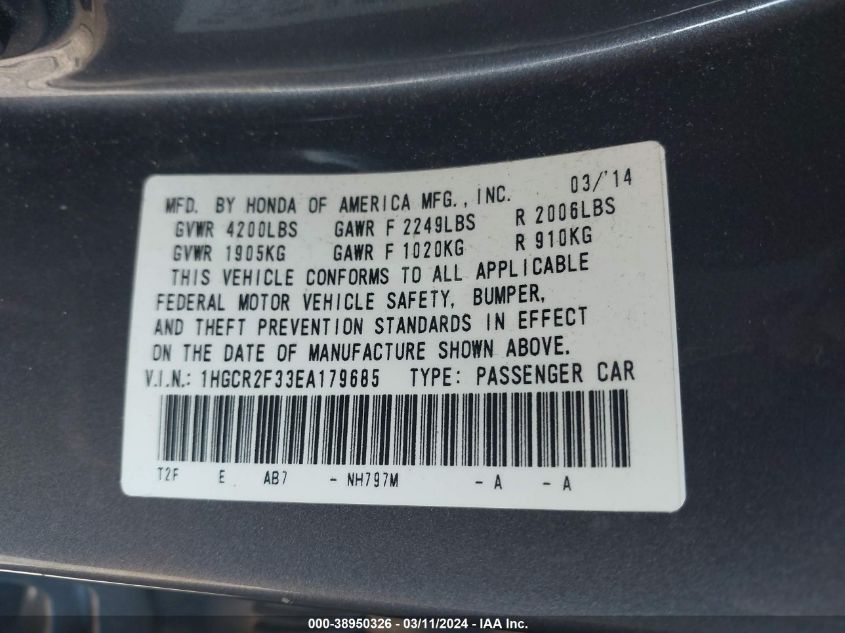 MFD. BY HONDA OF AMERICA MFG., INC. 03/'14
GVWR 4200LBS GAWR F 2249LBS R 2006LBS
GVWR 1905KG GAWR F 1020KG R 910KG
THIS VEHICLE CONFORMS TO ALL APPLICABLE
FEDERAL MOTOR VEHICLE SAFETY, BUMPER,
AND THEFT PREVENTION STANDARDS IN EFFECT
ON THE DATE OF MANUFACTURE SHOWN ABOVE.
V.I.N.: 1HGCR2F33EA179685 TYPE: PASSENGER CAR
T2F E AB7 - NH797M - A - A
000-38950326 - 03/11/2024 - IAA Inc.